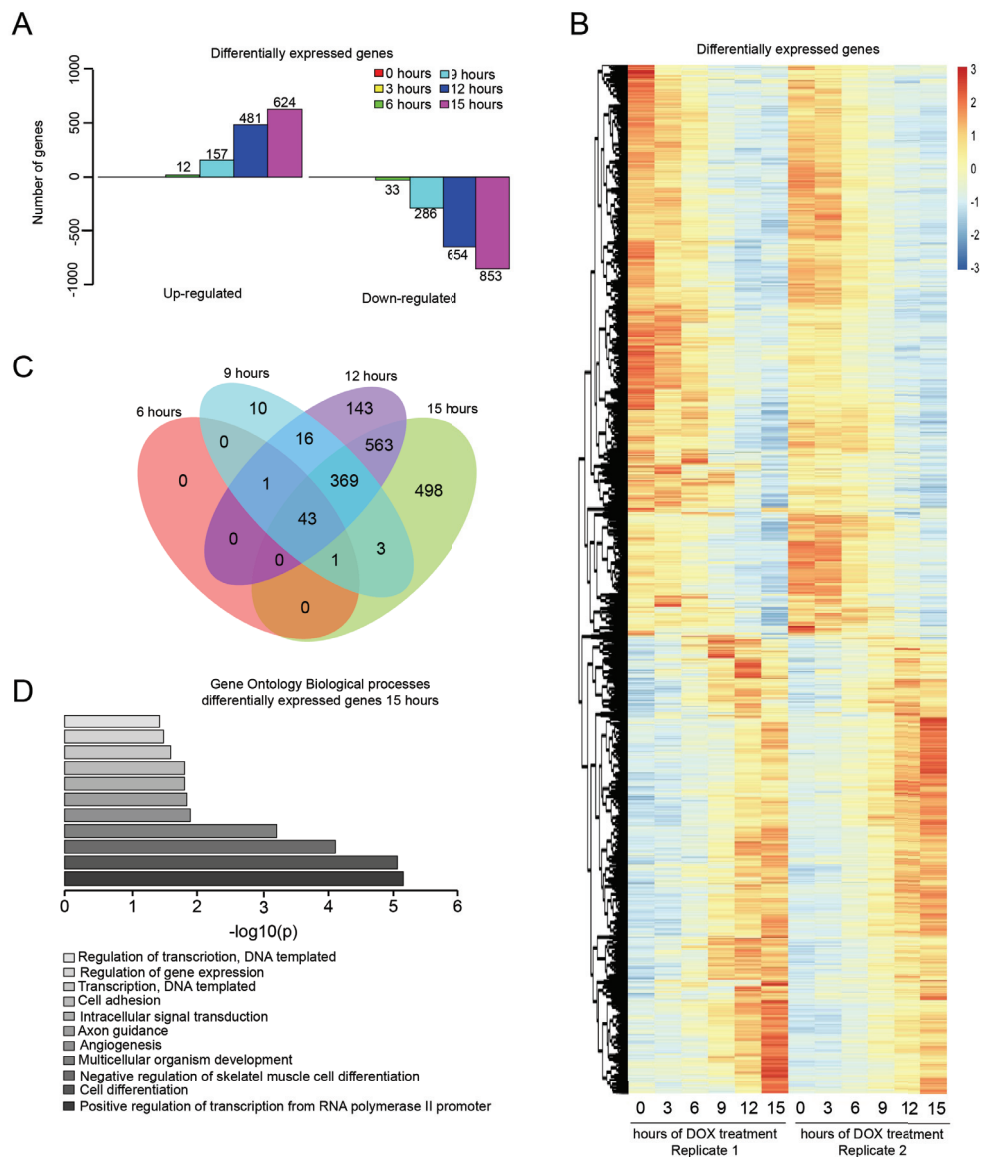 A
Differentially expressed genes
Number of genes
1000
500
0
-500
-1000
0 hours
3 hours
6 hours
9 hours
12 hours
15 hours
12
157
481
624
33
286
654
853
Up-regulated
Down-regulated
B
Differentially expressed genes
3
2
1
0
-1
-2
-3
0 3 6 9 12 15 0 3 6 9 12 15
hours of DOX treatment
Replicate 1
hours of DOX treatment
Replicate 2
C
6 hours
9 hours
12 hours
15 hours
10
143
0
16
563
0
1
369
498
43
0
0
1
3
0
D
Gene Ontology Biological processes
differentially expressed genes 15 hours
0 1 2 3 4 5 6
-log10(p)
Regulation of transcriotion, DNA templated
Regulation of gene expression
Transcription, DNA templated
Cell adhesion
Intracellular signal transduction
Axon guidance
Angiogenesis
Multicellular organism development
Negative regulation of skelatel muscle cell differentiation
Cell differentiation
Positive regulation of transcription from RNA polymerase II promoter